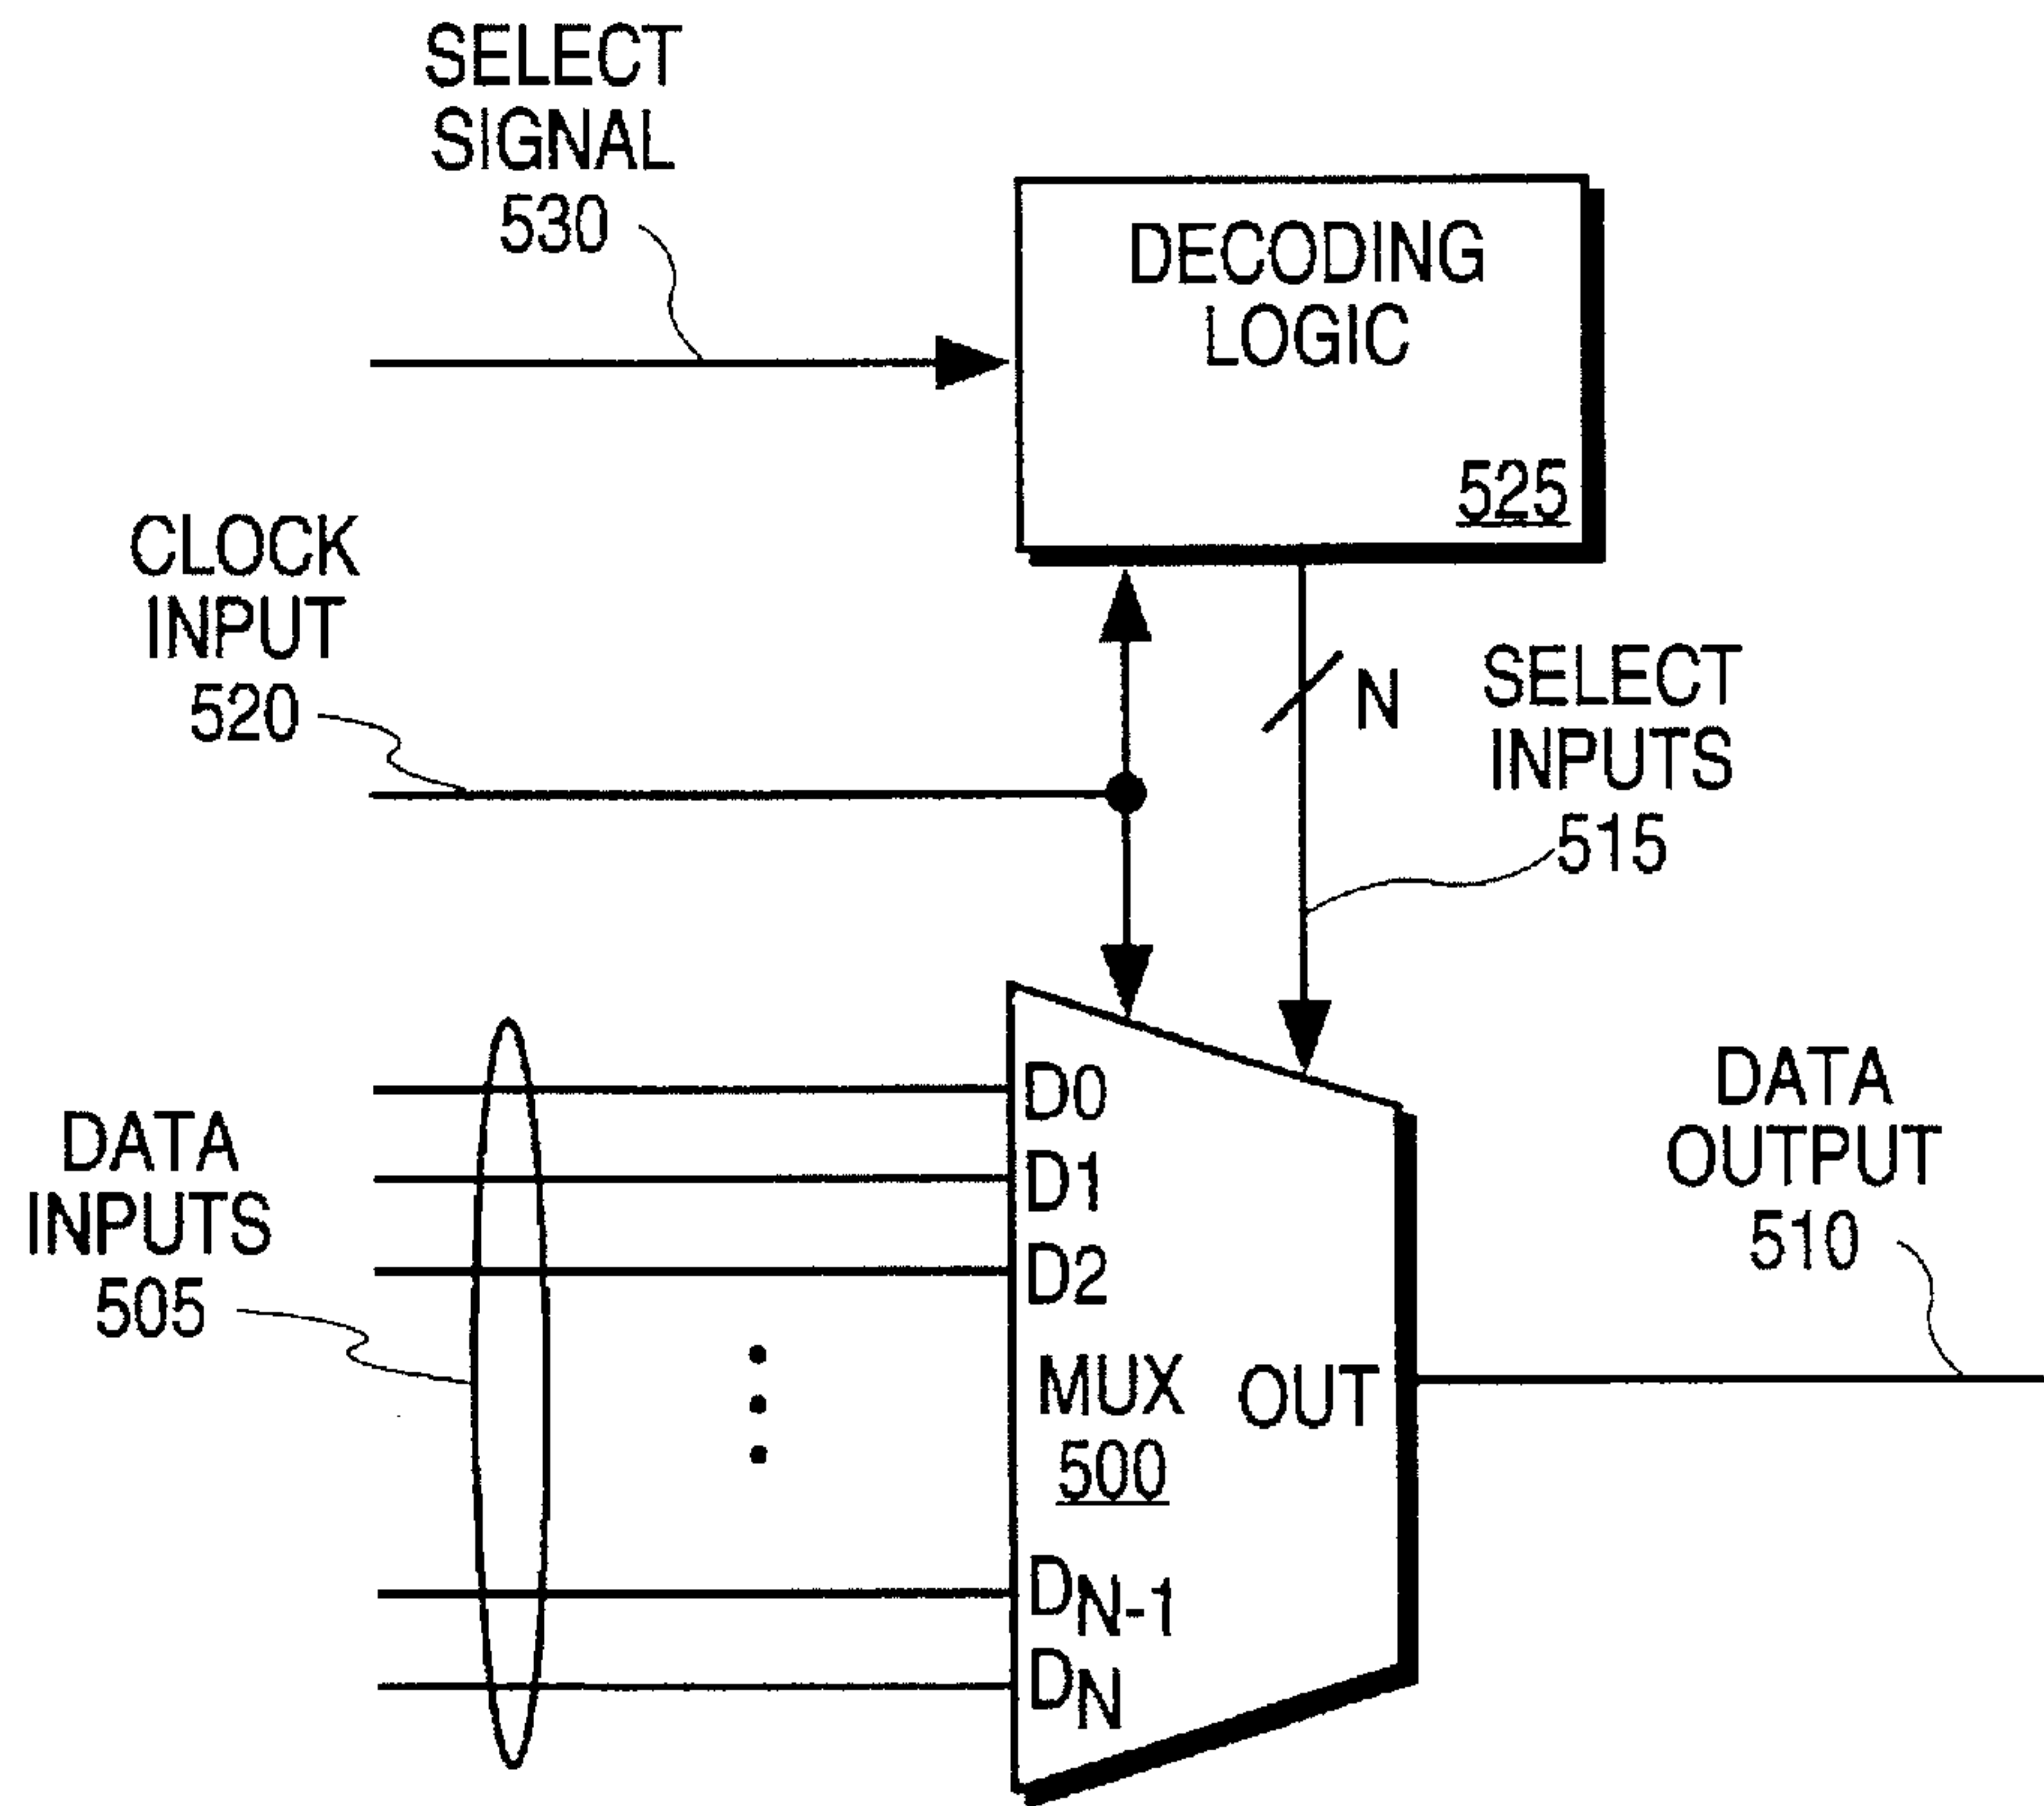 SELECT
SIGNAL
530
DECODING
LOGIC
525
CLOCK
INPUT
520
N
SELECT
INPUTS
515
DATA
INPUTS
505
D0
D1
D2
MUX
500
OUT
DN-1
DN
DATA
OUTPUT
510